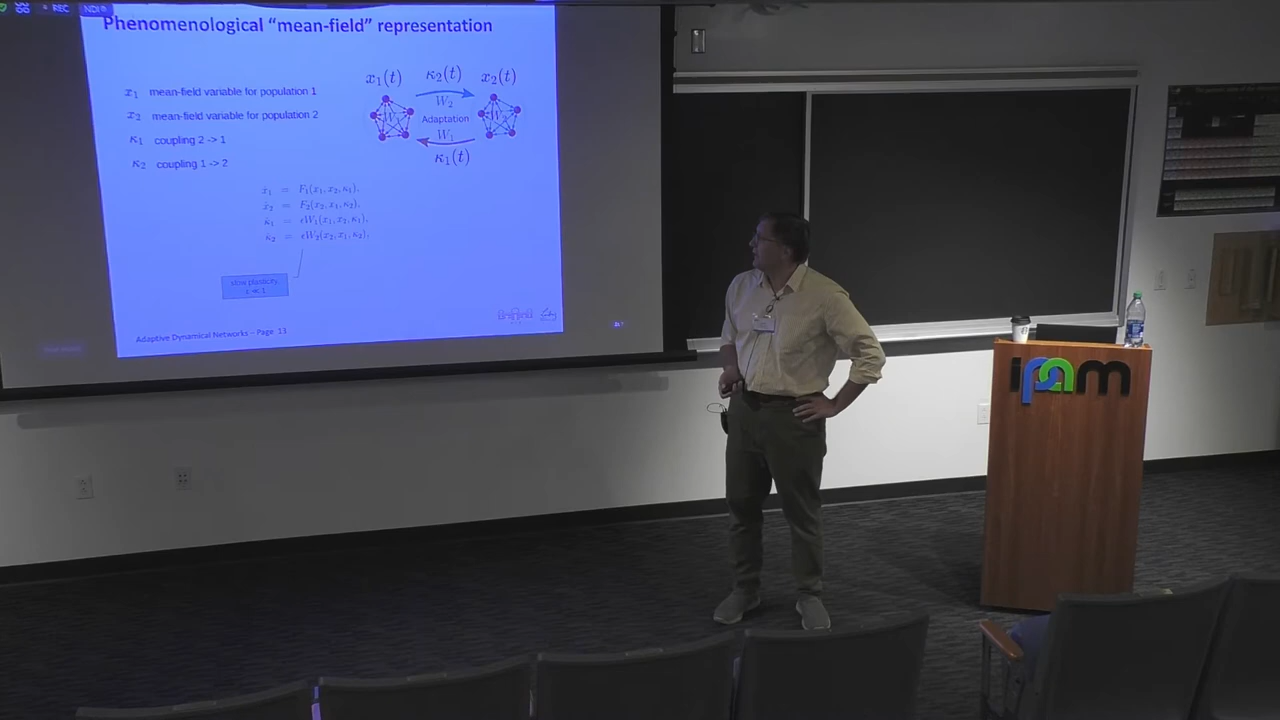 REC
NDI
Phenomenological “mean-field” representation
x₁ mean-field variable for population 1
x₂ mean-field variable for population 2
κ₁ coupling 2 -> 1
κ₂ coupling 1 -> 2
x₁(t) κ₂(t) x₂(t)
W₂
Adaptation
W₁
κ₁(t)
ẋ₁ = F₁(x₁, x₂, κ₁),
ẋ₂ = F₂(x₂, x₁, κ₂),
κ̇₁ = ϵW₁(x₁, x₂, κ₁),
κ̇₂ = ϵW₂(x₂, x₁, κ₂),
slow plasticity
ϵ ≪ 1
Adaptive Dynamical Networks – Page 13
ipam